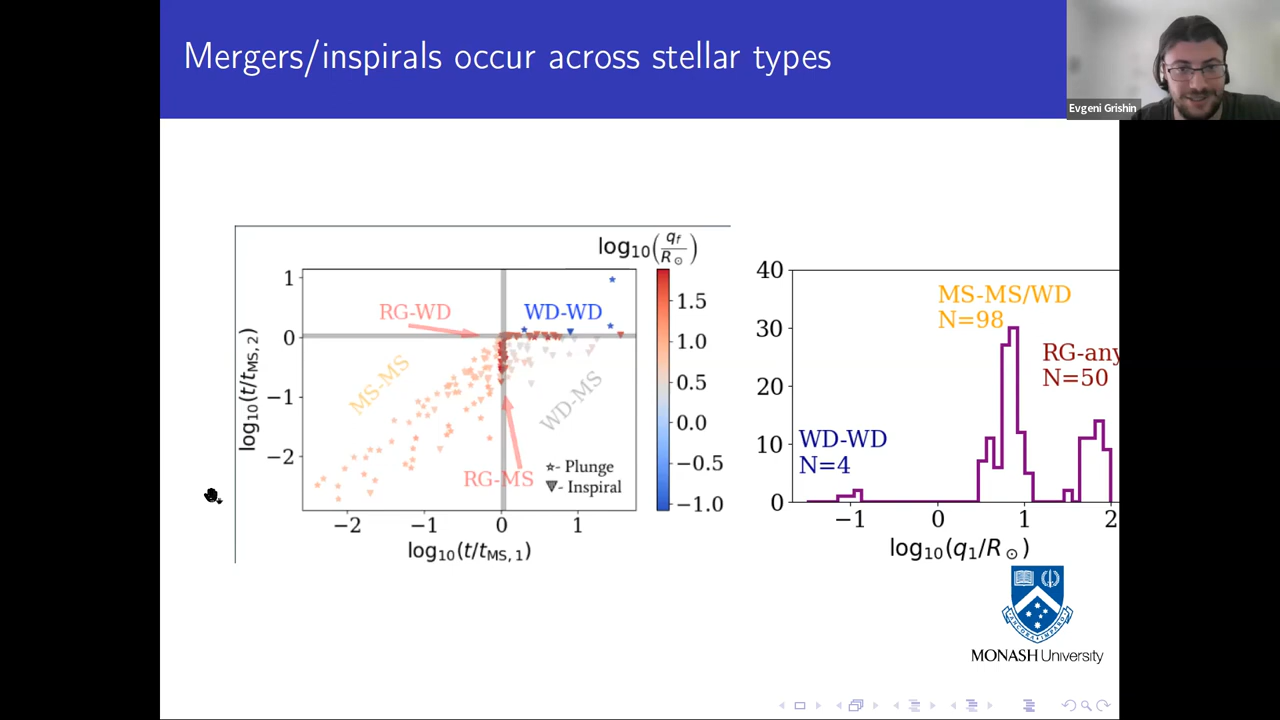 Mergers/inspirals occur across stellar types
Evgeni Grishin
log10(qf/R⊙)
RG-WD
WD-WD
MS-MS
WD-MS
RG-MS
☆- Plunge
▼- Inspiral
1
0
−1
−2
log10(t/tMS, 2)
−2
−1
0
1
log10(t/tMS, 1)
1.5
1.0
0.5
0.0
−0.5
−1.0
40
30
20
10
0
MS-MS/WD
N=98
RG-any
N=50
WD-WD
N=4
−1
0
1
2
log10(q1/R⊙)
ANCORA IMPARO
MONASH University